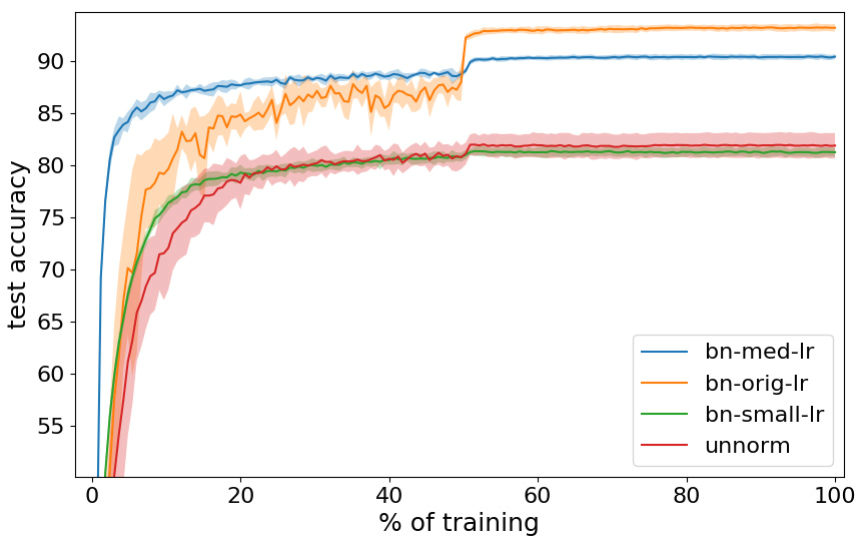 90
85
80
75
70
65
60
55
test accuracy
bn-med-lr
bn-orig-lr
bn-small-lr
unnorm
0 20 40 60 80 100
% of training